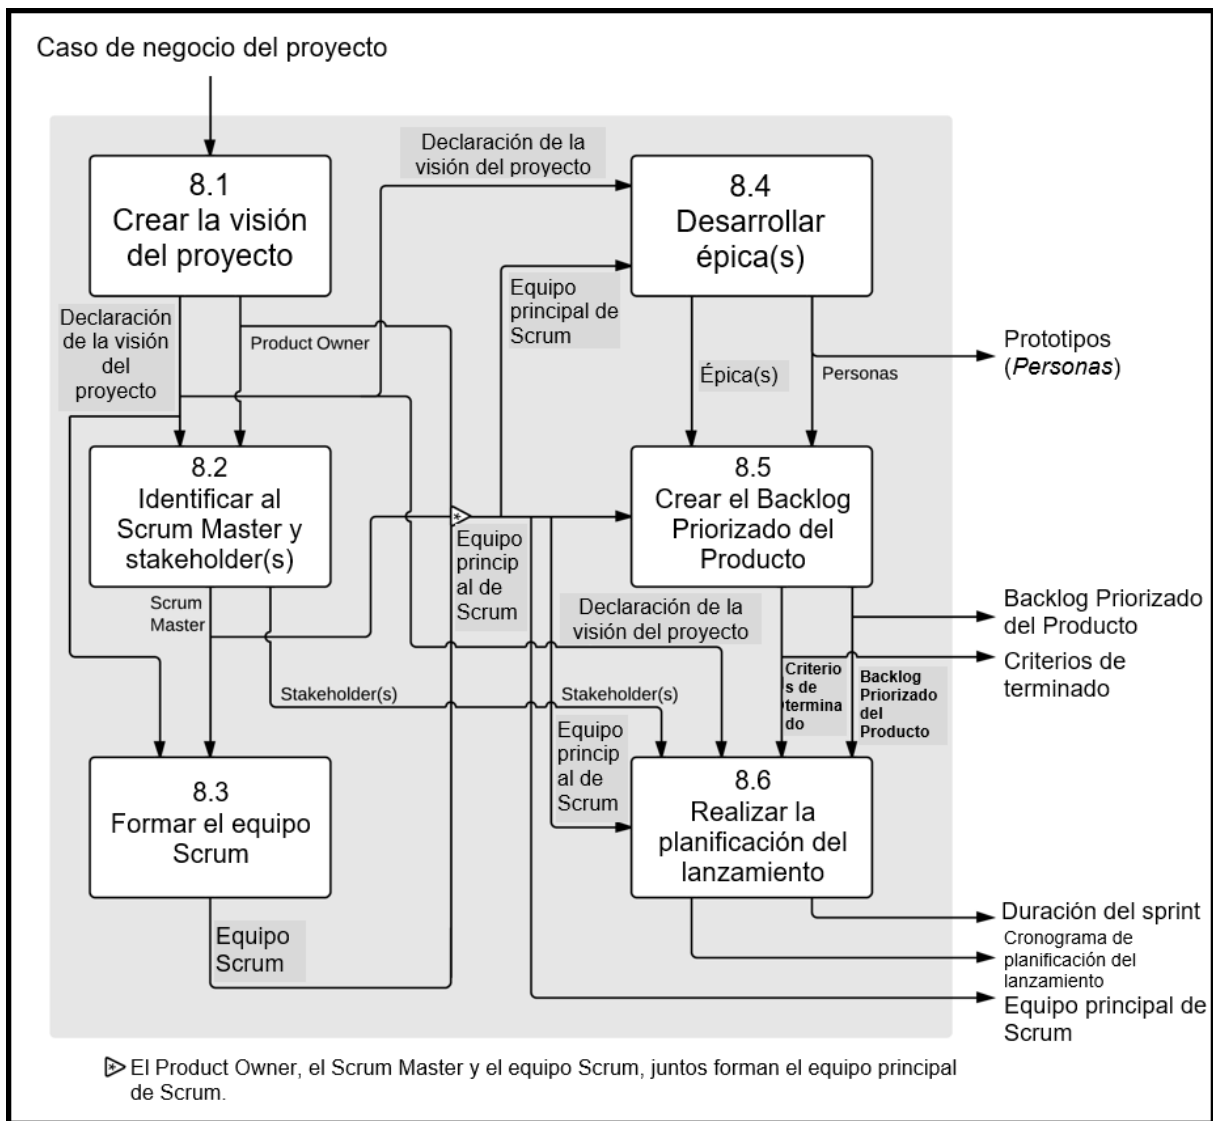 Caso de negocio del proyecto
8.1
Crear la visión
del proyecto
Declaración de la
visión del proyecto
8.4
Desarrollar
épica(s)
Declaración
de la visión
del
proyecto
Product Owner
Equipo
principal de
Scrum
Épica(s)
Personas
Prototipos
(Personas)
8.2
Identificar al
Scrum Master y
stakeholder(s)
Equipo
princip
al de
Scrum
8.5
Crear el Backlog
Priorizado del
Producto
Scrum
Master
Declaración de la
visión del proyecto
Backlog Priorizado
del Producto
Criterios de
terminado
Stakeholder(s)
Stakeholder(s)
Criterio
s de
termina
do
Backlog
Priorizado
del
Producto
Equipo
princip
al de
Scrum
8.3
Formar el equipo
Scrum
8.6
Realizar la
planificación del
lanzamiento
Equipo
Scrum
Duración del sprint
Cronograma de
planificación del
lanzamiento
Equipo principal de
Scrum
El Product Owner, el Scrum Master y el equipo Scrum, juntos forman el equipo principal
de Scrum.